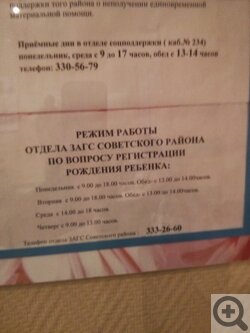 поддержки того района о неполучении единовременной
материальной помощи.
Приёмные дни в отделе соцподдержки ( каб.№ 234)
понедельник, среда с 9 до 17 часов, обед с 13-14 часов
телефон: 330-56-79
РЕЖИМ РАБОТЫ
ОТДЕЛА ЗАГС СОВЕТСКОГО РАЙОНА
ПО ВОПРОСУ РЕГИСТРАЦИИ
РОЖДЕНИЯ РЕБЕНКА:
Понедельник с 9.00 до 18.00 часов. Обед- с 13.00 до 14.00часов.
Вторник с 9.00 до 18.00 часов. Обед- с 13.00 до 14.00часов.
Среда с 14.00 до 18 часов.
Четверг с 9.00 до 13.00 часов.
Телефон отдела ЗАГС Советского района : 333-26-60